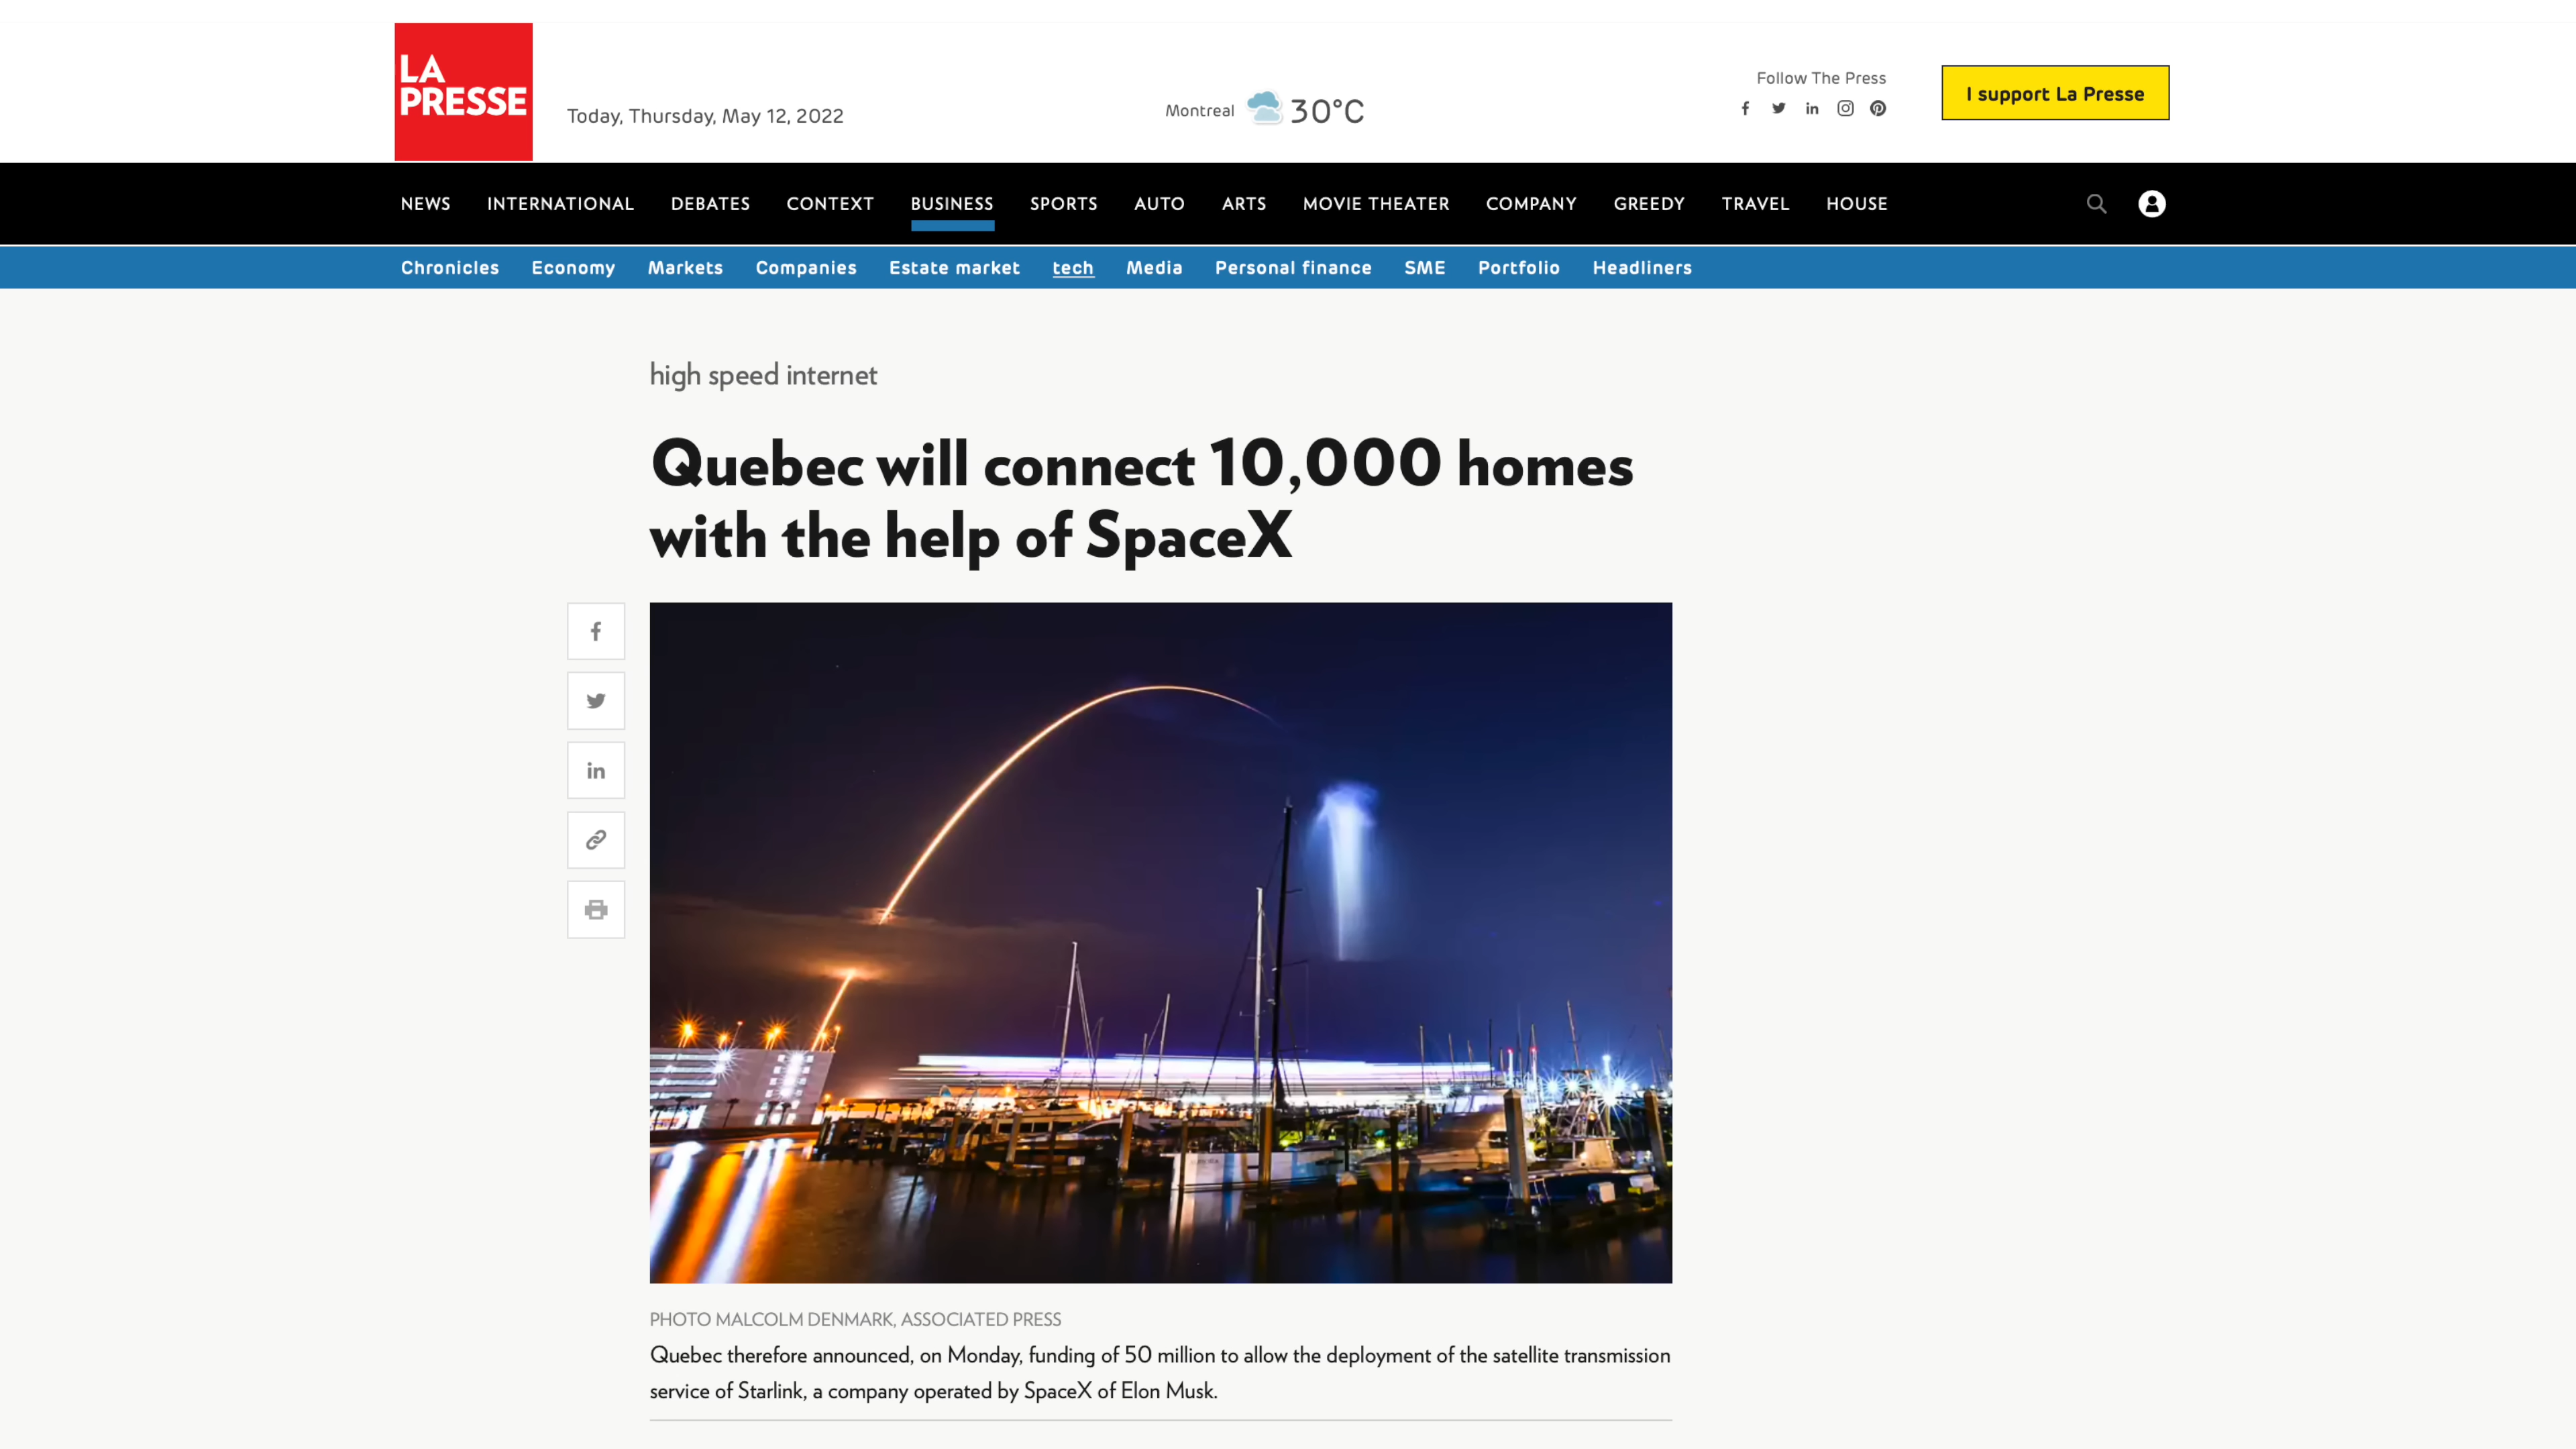 LA
PRESSE
Today, Thursday, May 12, 2022
Montreal 30°C
Follow The Press
I support La Presse
NEWS INTERNATIONAL DEBATES CONTEXT BUSINESS SPORTS AUTO ARTS MOVIE THEATER COMPANY GREEDY TRAVEL HOUSE
Chronicles Economy Markets Companies Estate market tech Media Personal finance SME Portfolio Headliners
high speed internet
Quebec will connect 10,000 homes
with the help of SpaceX
PHOTO MALCOLM DENMARK, ASSOCIATED PRESS
Quebec therefore announced, on Monday, funding of 50 million to allow the deployment of the satellite transmission
service of Starlink, a company operated by SpaceX of Elon Musk.